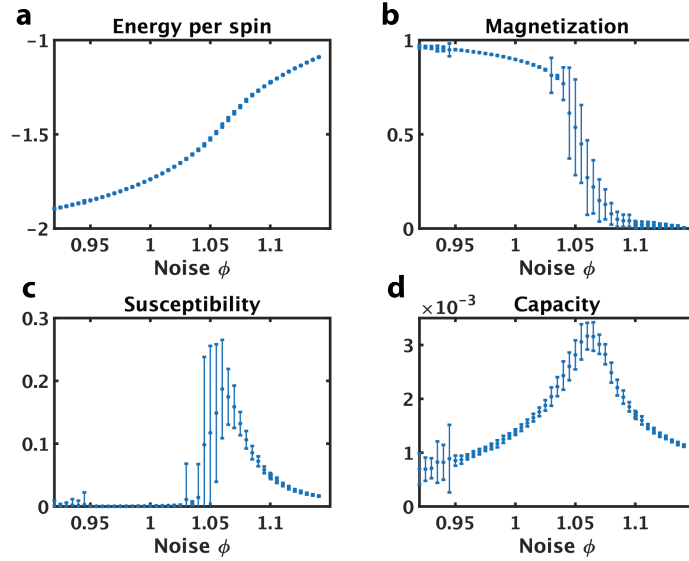 a
Energy per spin
-1
-1.5
-2
0.95 1 1.05 1.1
Noise ϕ
b
Magnetization
1
0.5
0
0.95 1 1.05 1.1
Noise ϕ
c
Susceptibility
0.3
0.2
0.1
0
0.95 1 1.05 1.1
Noise ϕ
d
×10⁻³ Capacity
3
2
1
0
0.95 1 1.05 1.1
Noise ϕ